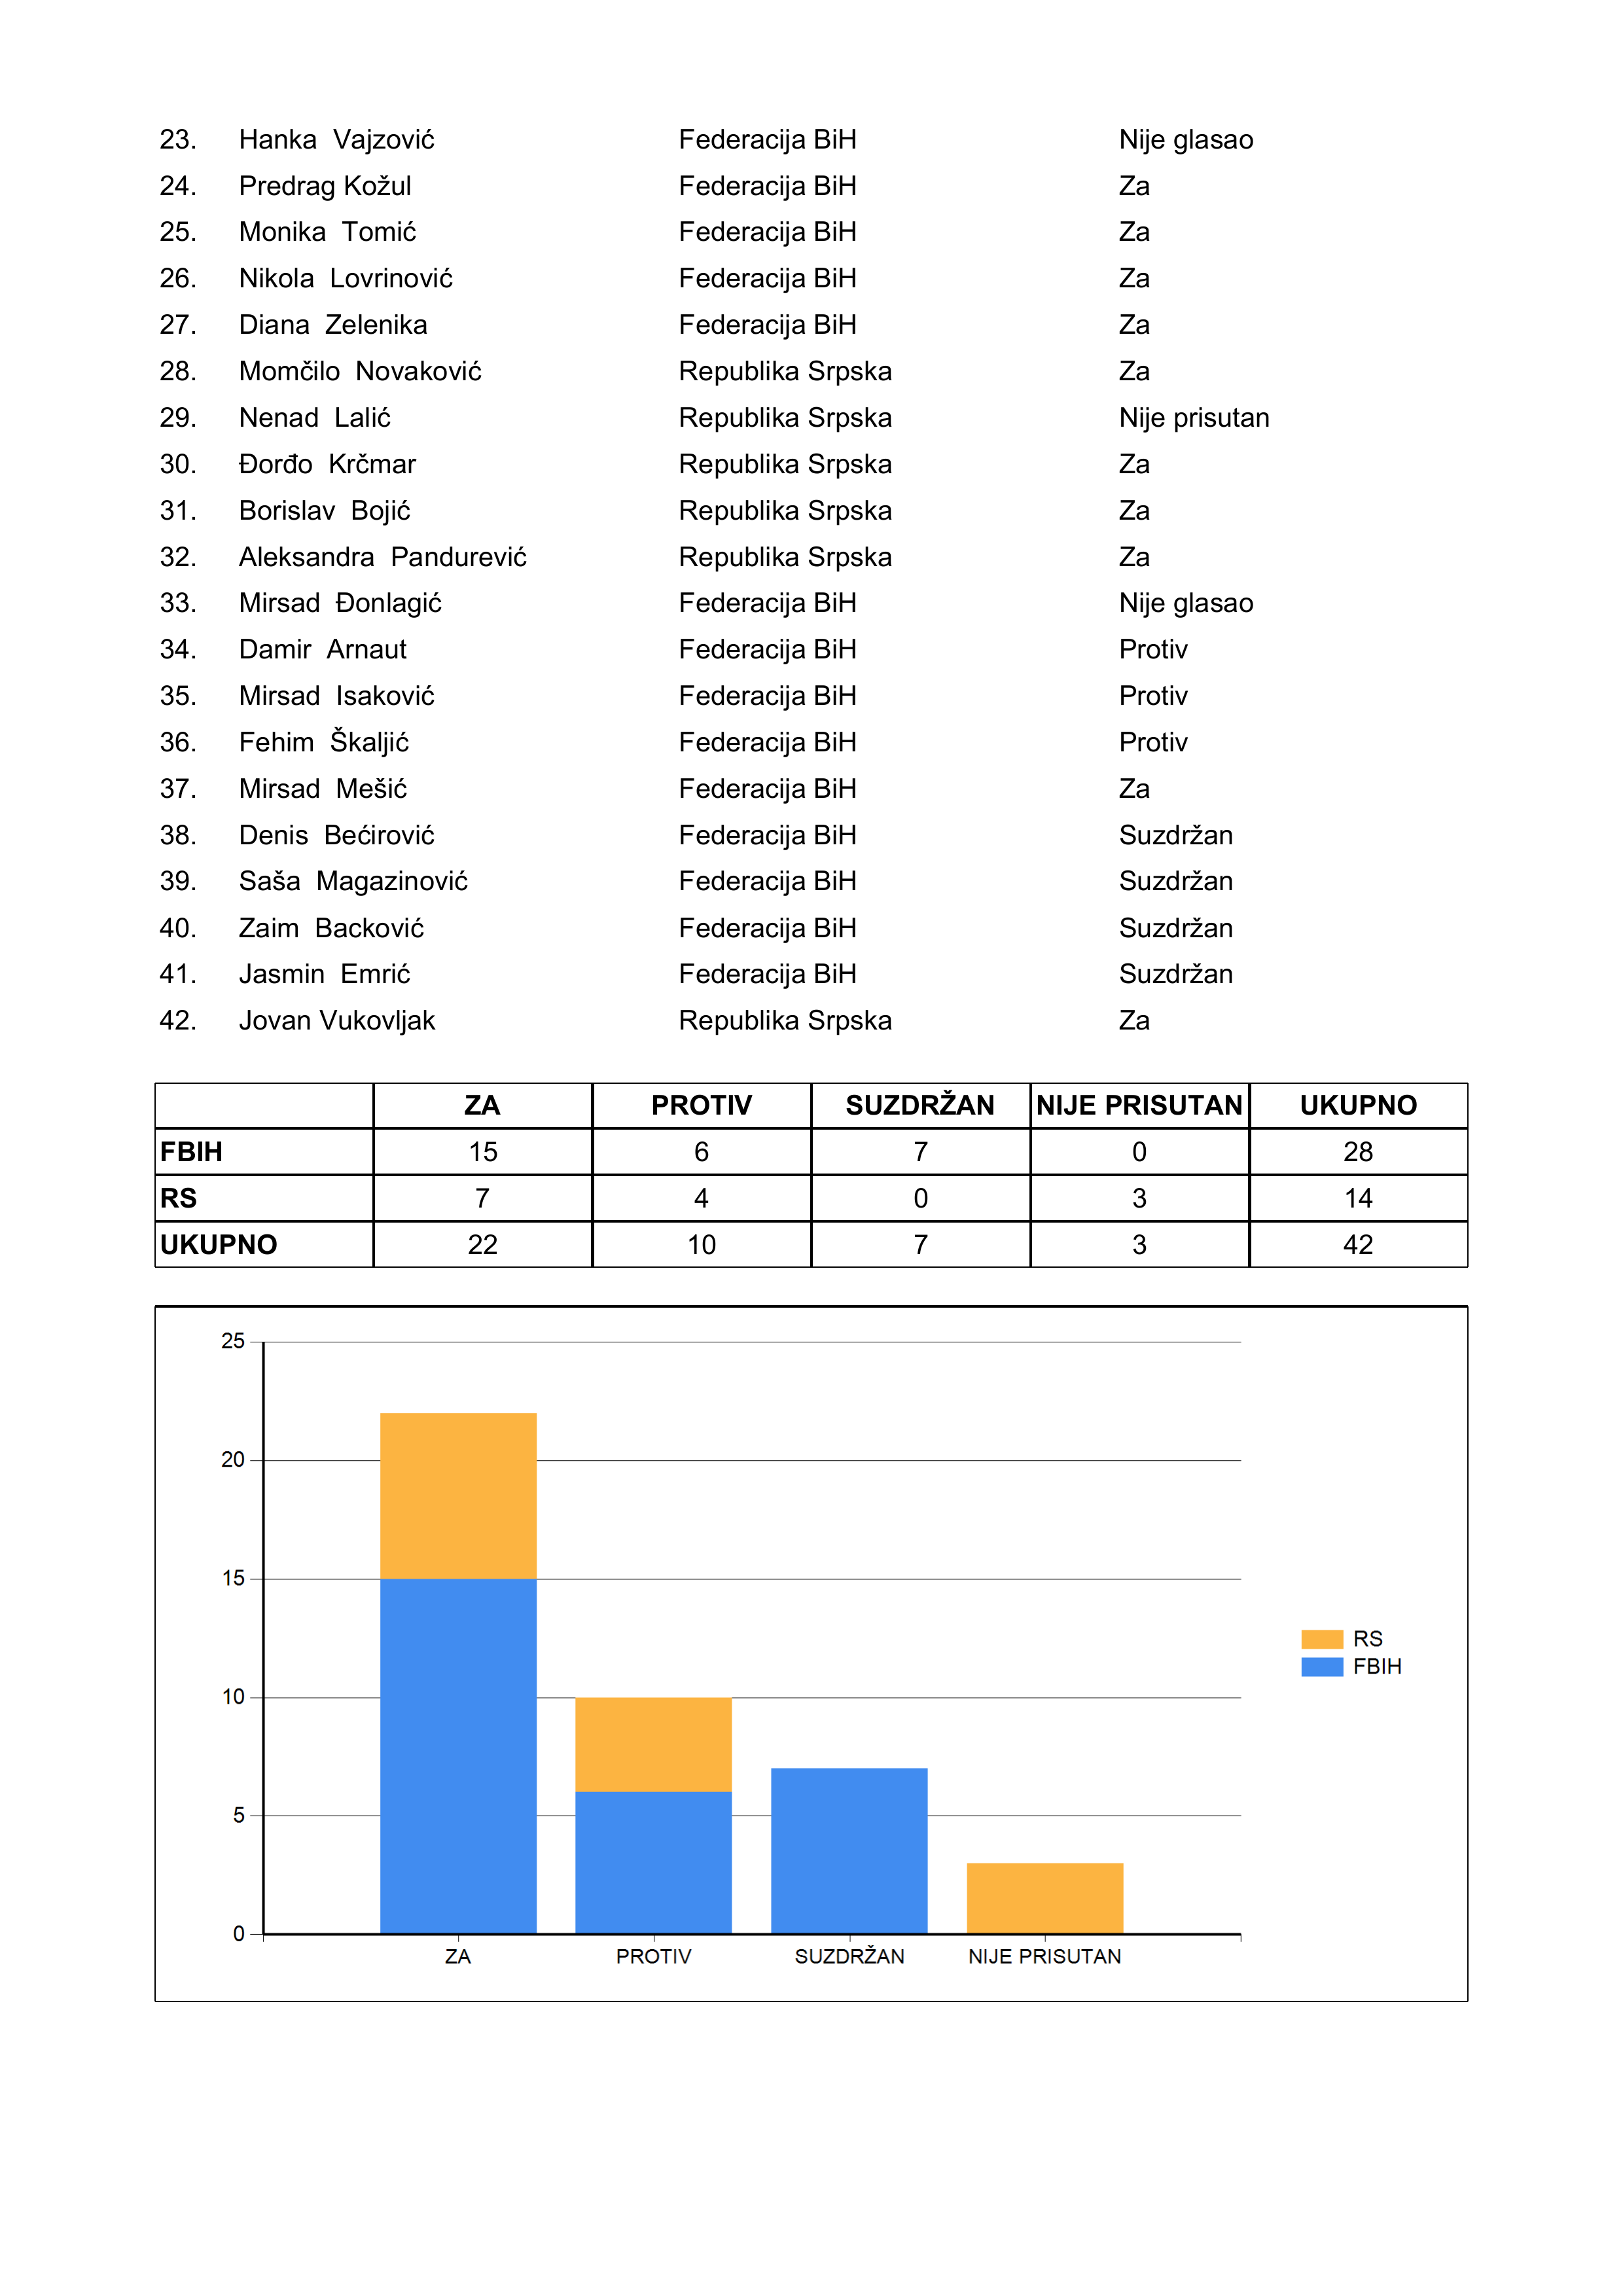 23. Hanka Vajzović Federacija BiH Nije glasao
24. Predrag Kožul Federacija BiH Za
25. Monika Tomić Federacija BiH Za
26. Nikola Lovrinović Federacija BiH Za
27. Diana Zelenika Federacija BiH Za
28. Momčilo Novaković Republika Srpska Za
29. Nenad Lalić Republika Srpska Nije prisutan
30. Đorđo Krčmar Republika Srpska Za
31. Borislav Bojić Republika Srpska Za
32. Aleksandra Pandurević Republika Srpska Za
33. Mirsad Đonlagić Federacija BiH Nije glasao
34. Damir Arnaut Federacija BiH Protiv
35. Mirsad Isaković Federacija BiH Protiv
36. Fehim Škaljić Federacija BiH Protiv
37. Mirsad Mešić Federacija BiH Za
38. Denis Bećirović Federacija BiH Suzdržan
39. Saša Magazinović Federacija BiH Suzdržan
40. Zaim Backović Federacija BiH Suzdržan
41. Jasmin Emrić Federacija BiH Suzdržan
42. Jovan Vukovljak Republika Srpska Za
ZA PROTIV SUZDRŽAN NIJE PRISUTAN UKUPNO
FBIH 15 6 7 0 28
RS 7 4 0 3 14
UKUPNO 22 10 7 3 42
25
20
15
10
5
0
ZA PROTIV SUZDRŽAN NIJE PRISUTAN
RS
FBIH